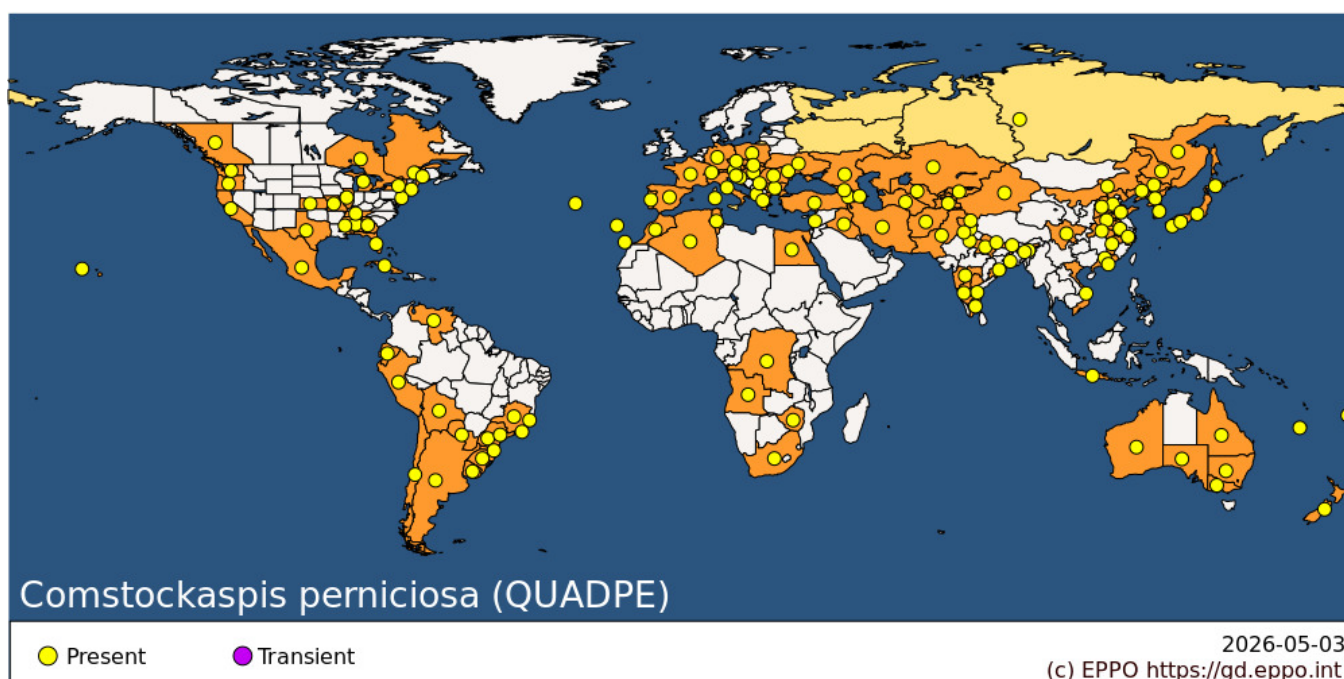 Comstockaspis perniciosa (QUADPE)
Present
Transient
2026-05-03
(c) EPPO https://gd.eppo.int